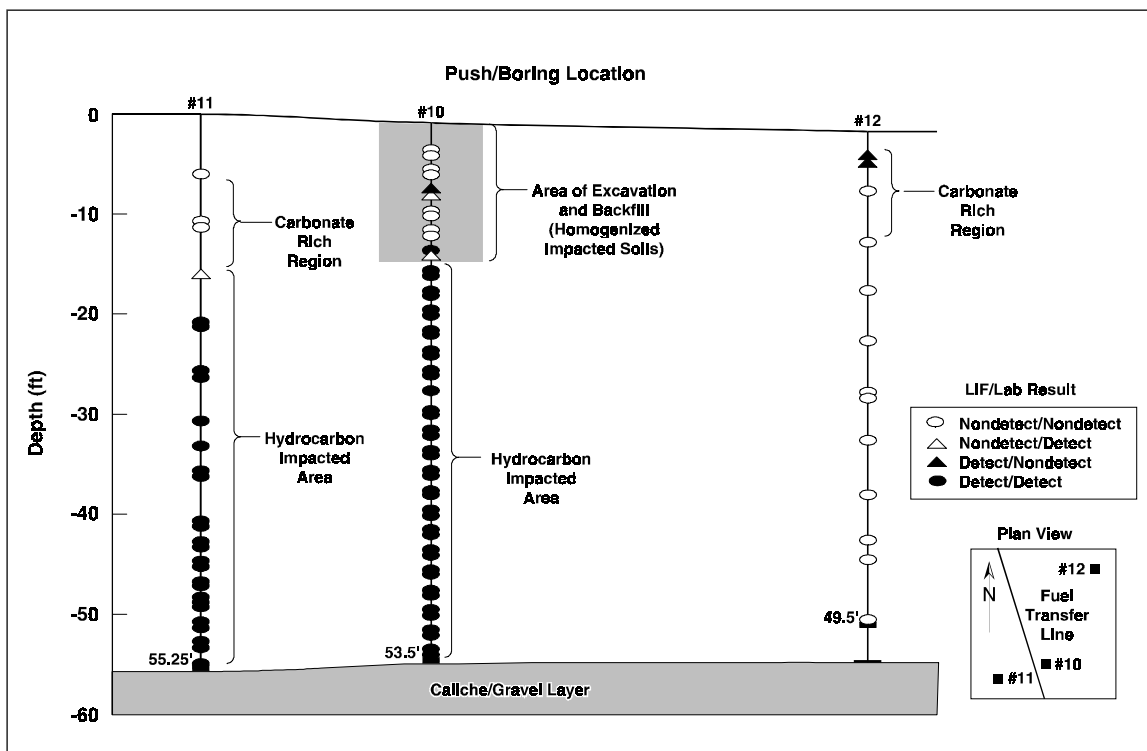 Push/Boring Location
#11
#10
#12
0
-10
-20
-30
-40
-50
-60
Depth (ft)
Carbonate
Rich
Region
Hydrocarbon
Impacted
Area
Area of Excavation
and Backfill
(Homogenized
Impacted Soils)
Hydrocarbon
Impacted
Area
Carbonate
Rich
Region
55.25'
53.5'
49.5'
Caliche/Gravel Layer
LIF/Lab Result
Nondetect/Nondetect
Nondetect/Detect
Detect/Nondetect
Detect/Detect
Plan View
#12
N
Fuel
Transfer
Line
#10
#11